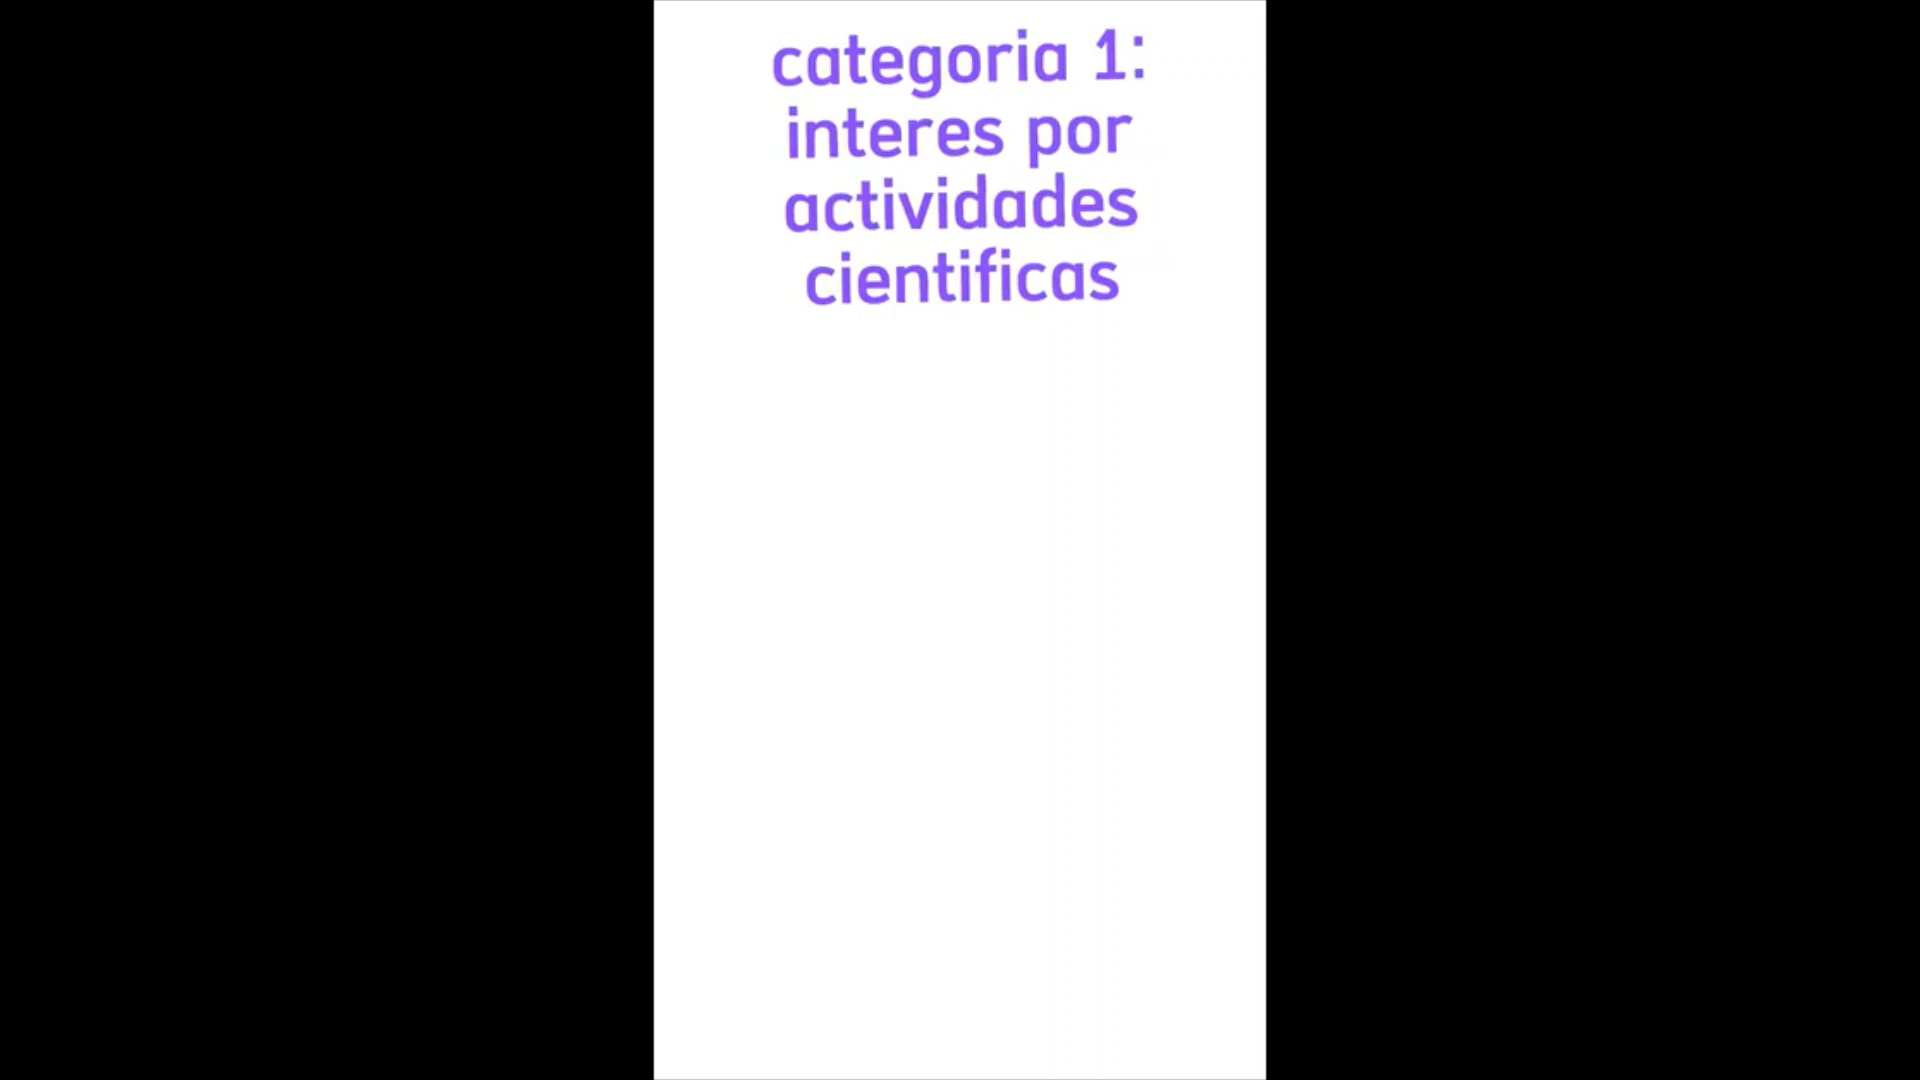 categoria 1:
interes por
actividades
cientificas